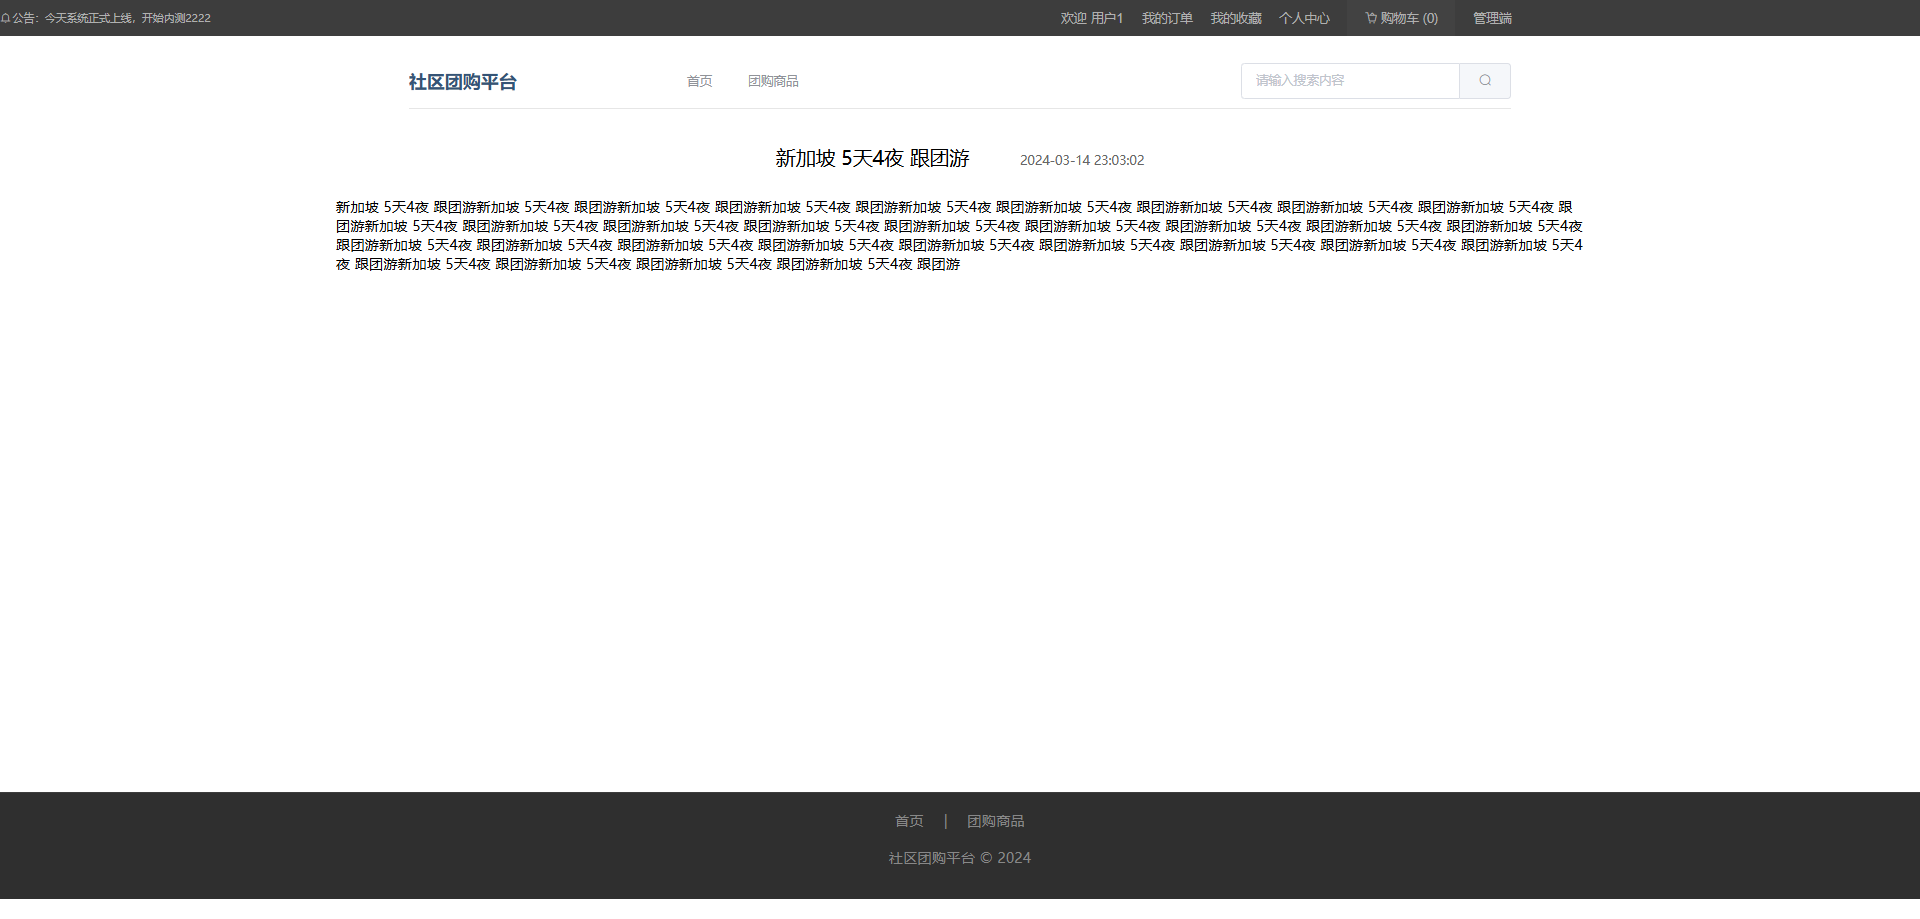 公告：今天系统正式上线，开始内测2222
欢迎 用户1 我的订单 我的收藏 个人中心 购物车 (0) 管理端
社区团购平台 首页 团购商品 请输入搜索内容
新加坡 5天4夜 跟团游 2024-03-14 23:03:02
新加坡 5天4夜 跟团游新加坡 5天4夜 跟团游新加坡 5天4夜 跟团游新加坡 5天4夜 跟团游新加坡 5天4夜 跟团游新加坡 5天4夜 跟团游新加坡 5天4夜 跟团游新加坡 5天4夜 跟团游新加坡 5天4夜 跟
团游新加坡 5天4夜 跟团游新加坡 5天4夜 跟团游新加坡 5天4夜 跟团游新加坡 5天4夜 跟团游新加坡 5天4夜 跟团游新加坡 5天4夜 跟团游新加坡 5天4夜 跟团游新加坡 5天4夜 跟团游新加坡 5天4夜
跟团游新加坡 5天4夜 跟团游新加坡 5天4夜 跟团游新加坡 5天4夜 跟团游新加坡 5天4夜 跟团游新加坡 5天4夜 跟团游新加坡 5天4夜 跟团游新加坡 5天4夜 跟团游新加坡 5天4夜 跟团游新加坡 5天4
夜 跟团游新加坡 5天4夜 跟团游新加坡 5天4夜 跟团游新加坡 5天4夜 跟团游新加坡 5天4夜 跟团游
首页 | 团购商品
社区团购平台 © 2024